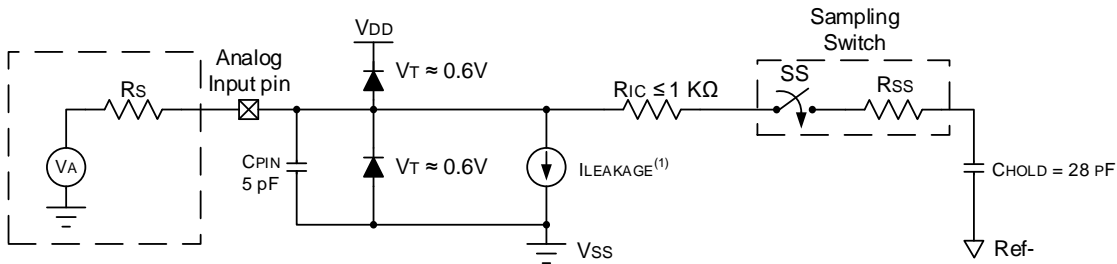 Sampling
Switch
VDD
Analog
Input pin
VT ≈ 0.6V
RS
RIC ≤ 1 KΩ
SS
RSS
VA
CPIN
5 pF
VT ≈ 0.6V
ILEAKAGE(1)
CHOLD = 28 PF
VSS
Ref-